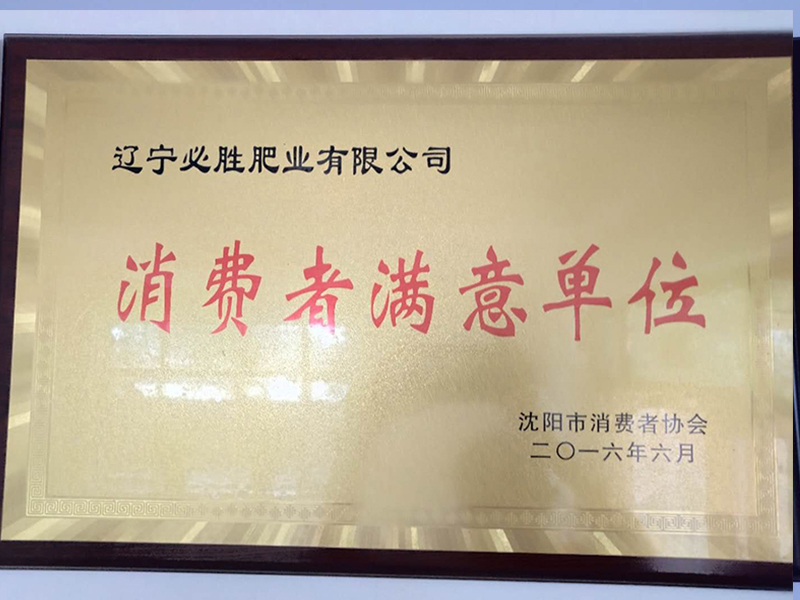 辽宁必胜肥业有限公司
消费者满意单位
沈阳市消费者协会
二〇一六年六月